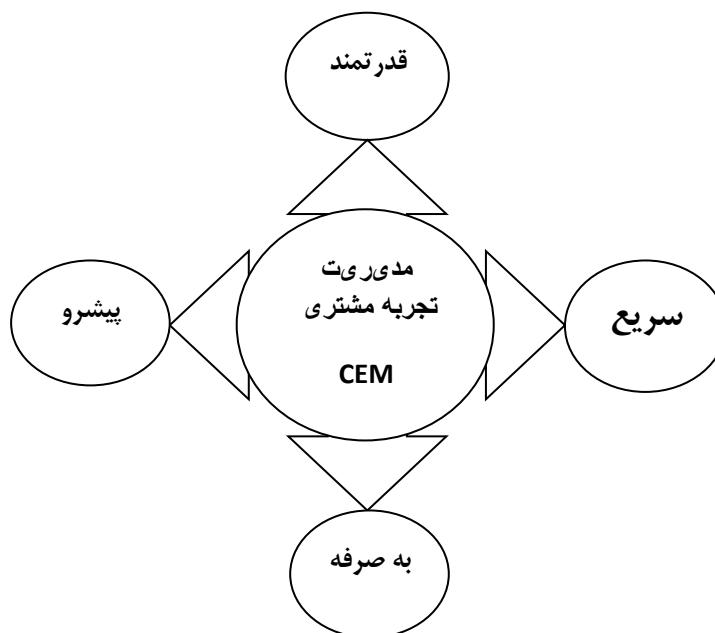 قدرتمند
مدیریت
تجربه مشتری
CEM
سریع
پیشرو
به صرفه